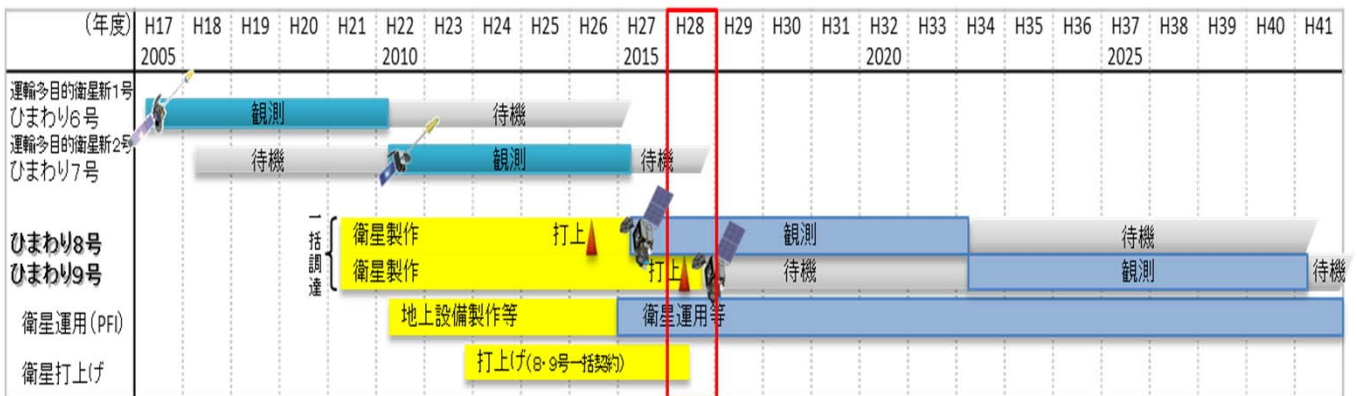 (年度) H17 H18 H19 H20 H21 H22 H23 H24 H25 H26 H27 H28 H29 H30 H31 H32 H33 H34 H35 H36 H37 H38 H39 H40 H41
2005 2010 2015 2020 2025
運輸多目的衛星新1号
ひまわり6号 観測 待機
運輸多目的衛星新2号
ひまわり7号 待機 観測 待機
一括調達
ひまわり8号 衛星製作 打上 観測 待機
ひまわり9号 衛星製作 打上 待機 観測 待機
衛星運用(PFI) 地上設備製作等 衛星運用等
衛星打上げ 打上げ(8・9号一括契約)